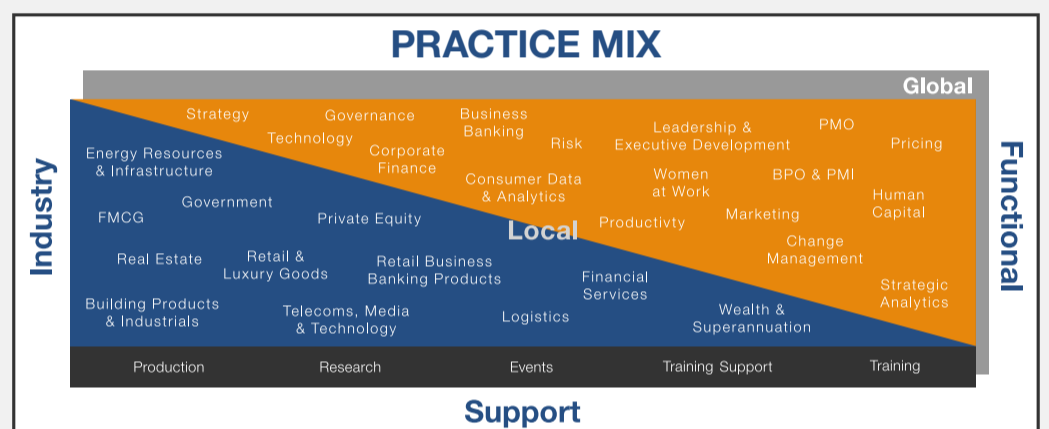 PRACTICE MIX
Global
Industry
Functional
Strategy
Governance
Business
Banking
Technology
Corporate
Finance
Risk
Leadership &
Executive Development
PMO
Pricing
Consumer Data
& Analytics
Women
at Work
BPO & PMI
Human
Capital
Productivty
Marketing
Change
Management
Strategic
Analytics
Local
Energy Resources
& Infrastructure
Government
FMCG
Private Equity
Real Estate
Retail &
Luxury Goods
Retail Business
Banking Products
Financial
Services
Building Products
& Industrials
Telecoms, Media
& Technology
Logistics
Wealth &
Superannuation
Production
Research
Events
Training Support
Training
Support